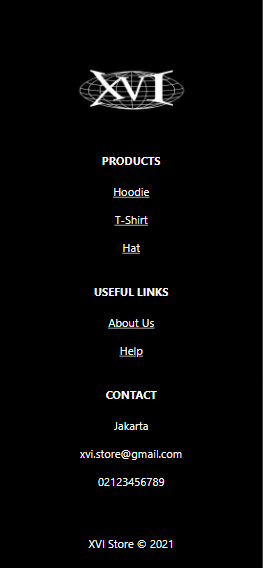 XVI
PRODUCTS
Hoodie
T-Shirt
Hat
USEFUL LINKS
About Us
Help
CONTACT
Jakarta
xvi.store@gmail.com
02123456789
XVI Store © 2021